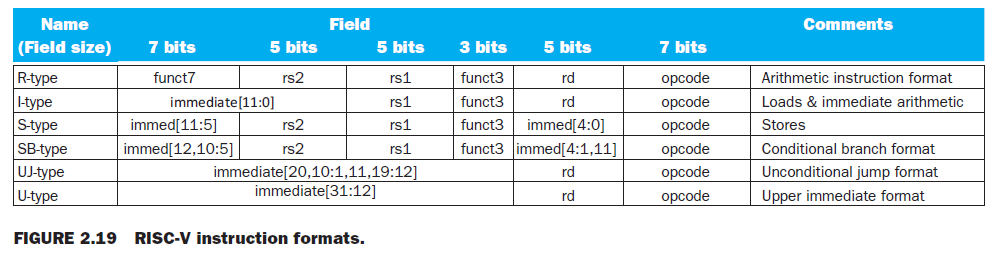 Name Field Comments
(Field size) 7 bits 5 bits 5 bits 3 bits 5 bits 7 bits
R-type funct7 rs2 rs1 funct3 rd opcode Arithmetic instruction format
I-type immediate[11:0] rs1 funct3 rd opcode Loads & immediate arithmetic
S-type immed[11:5] rs2 rs1 funct3 immed[4:0] opcode Stores
SB-type immed[12,10:5] rs2 rs1 funct3 immed[4:1,11] opcode Conditional branch format
UJ-type immediate[20,10:1,11,19:12] rd opcode Unconditional jump format
U-type immediate[31:12] rd opcode Upper immediate format
FIGURE 2.19 RISC-V instruction formats.